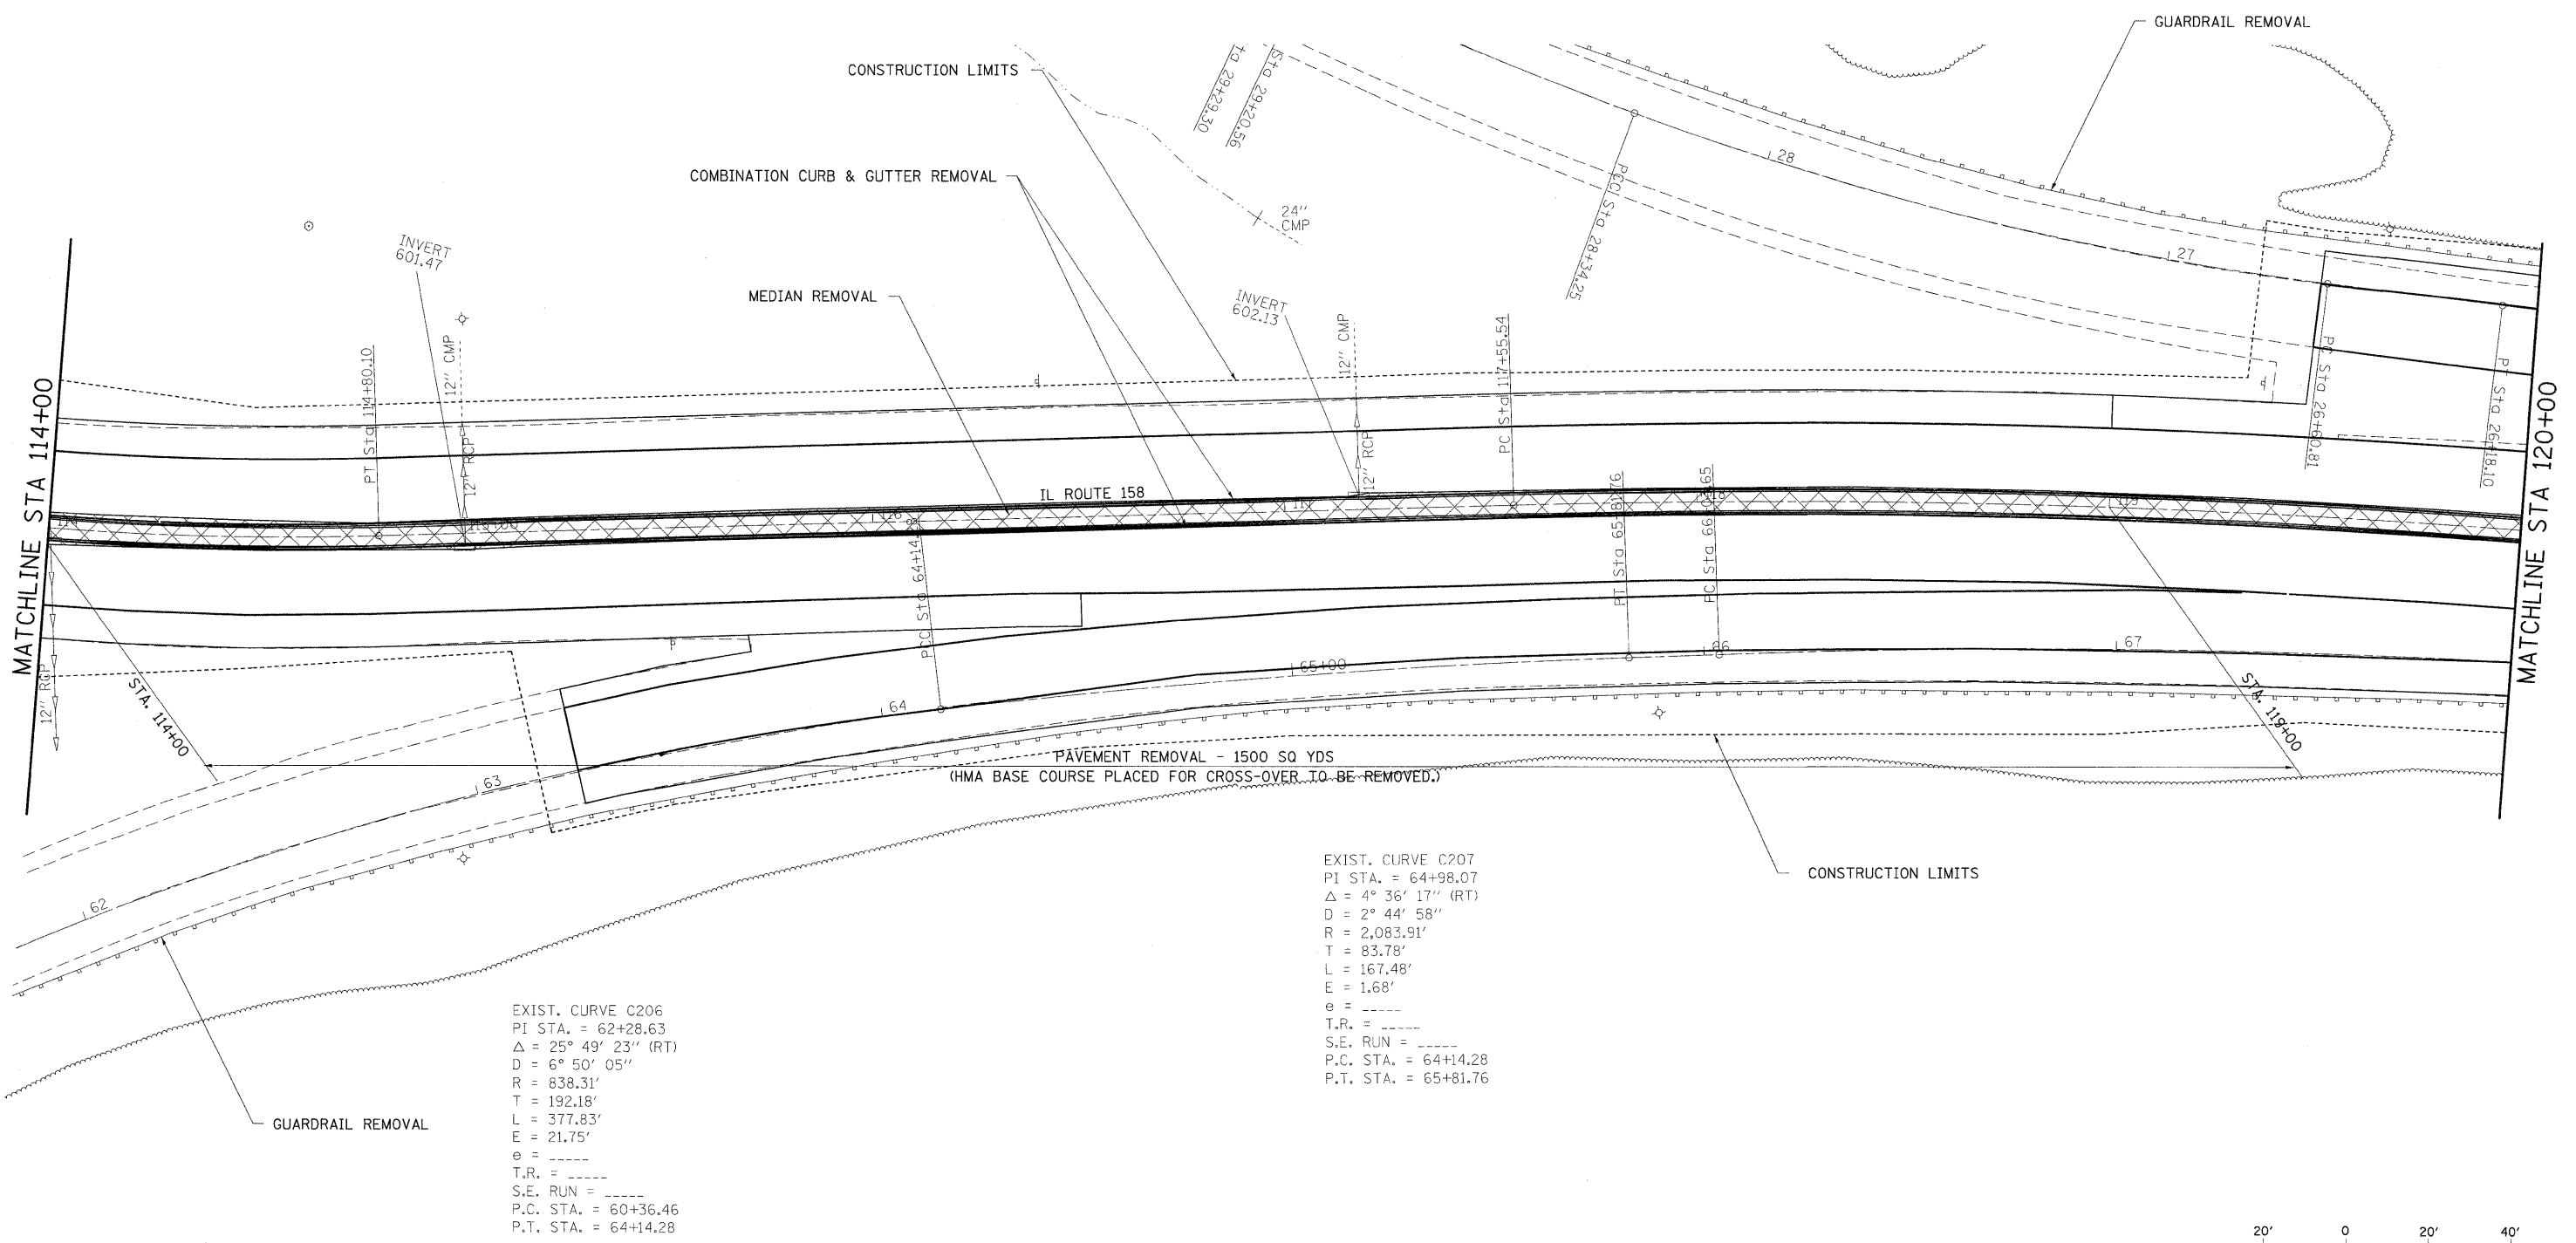 GUARDRAIL REMOVAL
CONSTRUCTION LIMITS
Sta 29+20.56
COMBINATION CURB & GUTTER REMOVAL
28
24''
CMP
PCC Sta 28+34.25
INVERT
601.47
27
MEDIAN REMOVAL
INVERT
602.13
12'' CMP
12'' CMP
PT Sta 114+80.10
PC Sta 117+55.54
PC Sta 26+60.81
PT Sta 26+18.10
MATCHLINE STA 114+00
MATCHLINE STA 120+00
12'' RCP
12'' RCP
IL ROUTE 158
PCC Sta 64+14.28
PT Sta 65+81.76
66
65+00
67
64
63
62
12'' RCP
STA. 114+00
STA. 119+00
PAVEMENT REMOVAL - 1500 SQ YDS
(HMA BASE COURSE PLACED FOR CROSS-OVER TO BE REMOVED.)
CONSTRUCTION LIMITS
EXIST. CURVE C207
PI STA. = 64+98.07
Δ = 4° 36' 17'' (RT)
D = 2° 44' 58''
R = 2,083.91'
T = 83.78'
L = 167.48'
E = 1.68'
e = _____
T.R. = _____
S.E. RUN = _____
P.C. STA. = 64+14.28
P.T. STA. = 65+81.76
EXIST. CURVE C206
PI STA. = 62+28.63
Δ = 25° 49' 23'' (RT)
D = 6° 50' 05''
R = 838.31'
T = 192.18'
L = 377.83'
E = 21.75'
e = _____
T.R. = _____
S.E. RUN = _____
P.C. STA. = 60+36.46
P.T. STA. = 64+14.28
GUARDRAIL REMOVAL
20' 0 20' 40'